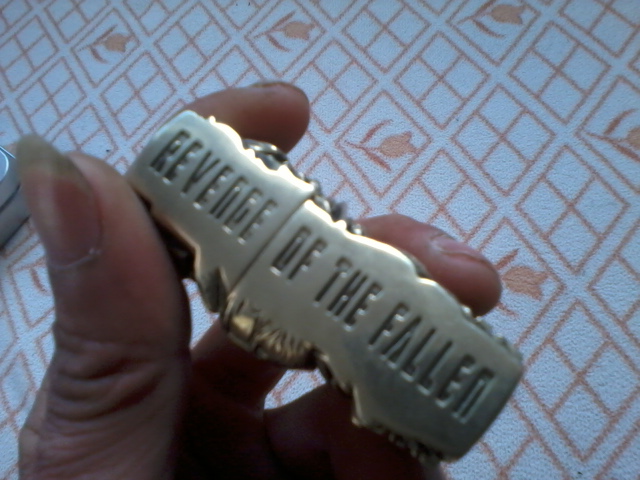 REVENGE OF THE FALLEN